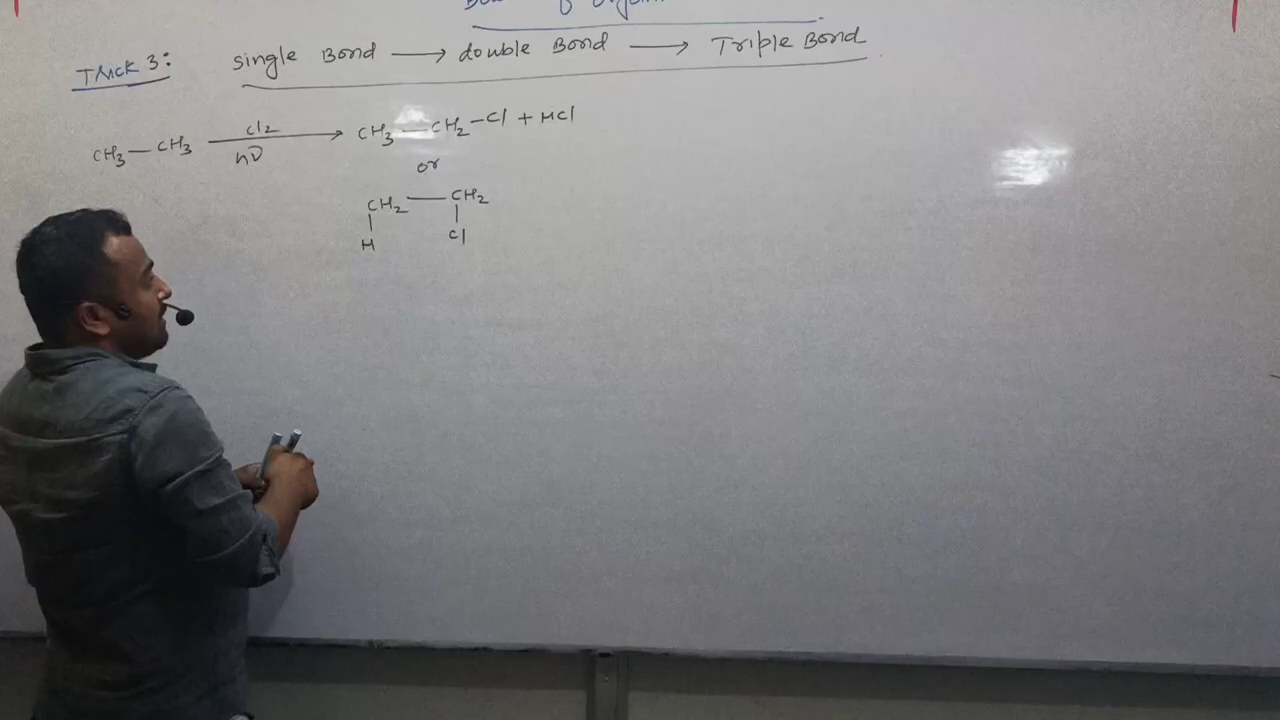 of
Trick 3: single Bond ⟶ double Bond ⟶ Triple Bond
CH₃—CH₃ ⟶ CH₃—CH₂-Cl + HCl
Cl₂
hν
or
CH₂—CH₂
| |
H Cl